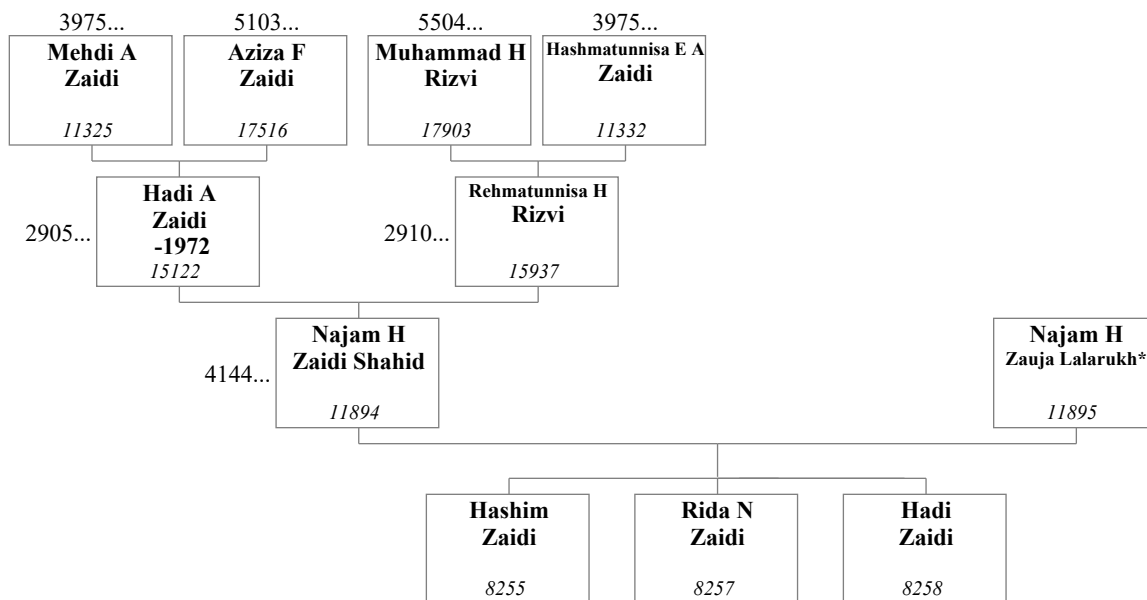 3975...
5103...
5504...
3975...
Mehdi A
Zaidi
11325
Aziza F
Zaidi
17516
Muhammad H
Rizvi
17903
Hashmatunnisa E A
Zaidi
11332
2905...
Hadi A
Zaidi
-1972
15122
2910...
Rehmatunnisa H
Rizvi
15937
4144...
Najam H
Zaidi Shahid
11894
Najam H
Zauja Lalarukh*
11895
Hashim
Zaidi
8255
Rida N
Zaidi
8257
Hadi
Zaidi
8258